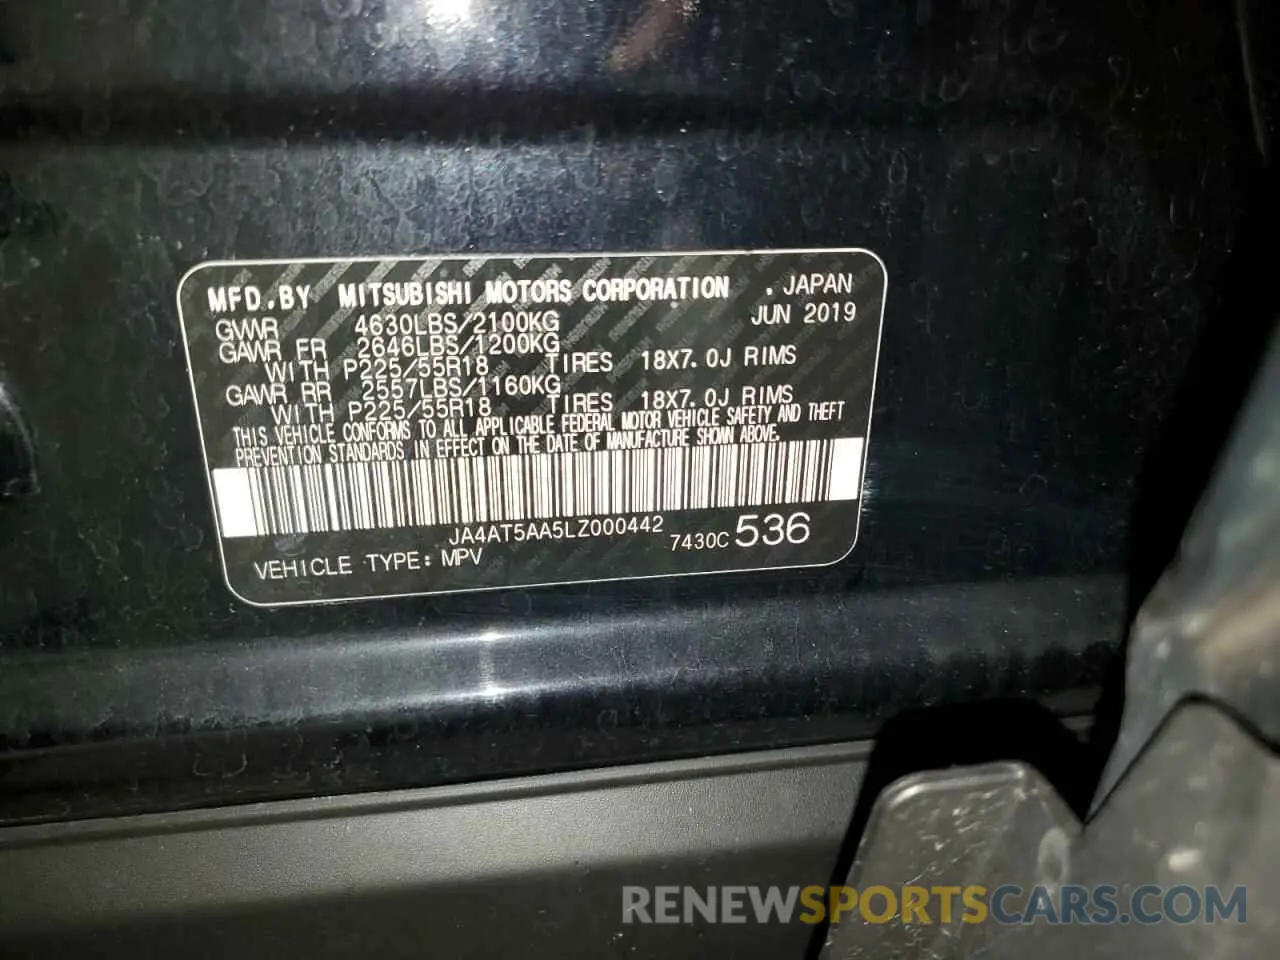 MFD.BY MITSUBISHI MOTORS CORPORATION . JAPAN
GVWR 4630LBS/2100KG JUN 2019
GAWR FR 2646LBS/1200KG
WITH P225/55R18 TIRES 18X7.0J RIMS
GAWR RR 2557LBS/1160KG
WITH P225/55R18 TIRES 18X7.0J RIMS
THIS VEHICLE CONFORMS TO ALL APPLICABLE FEDERAL MOTOR VEHICLE SAFETY AND THEFT
PREVENTION STANDARDS IN EFFECT ON THE DATE OF MANUFACTURE SHOWN ABOVE.
JA4AT5AA5LZ000442
7430C 536
VEHICLE TYPE: MPV
RENEWSPORTSCARS.COM